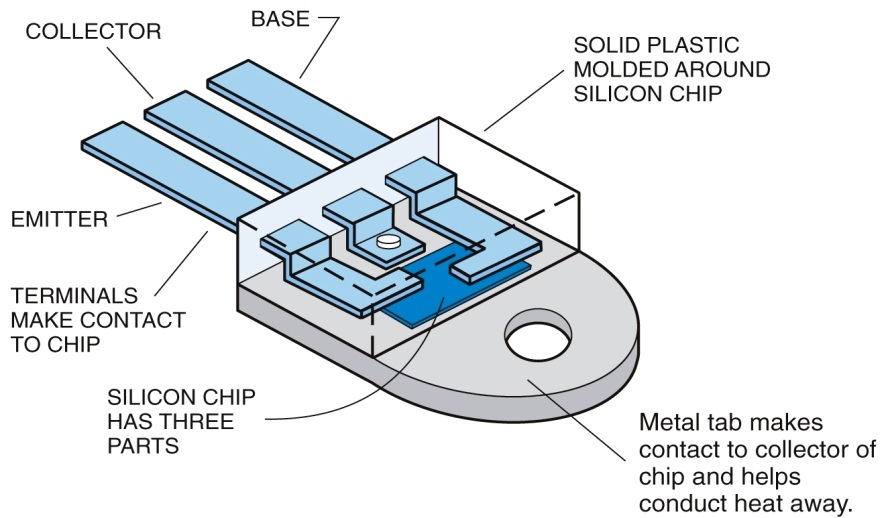 BASE
COLLECTOR
SOLID PLASTIC
MOLDED AROUND
SILICON CHIP
EMITTER
TERMINALS
MAKE CONTACT
TO CHIP
SILICON CHIP
HAS THREE
PARTS
Metal tab makes
contact to collector of
chip and helps
conduct heat away.